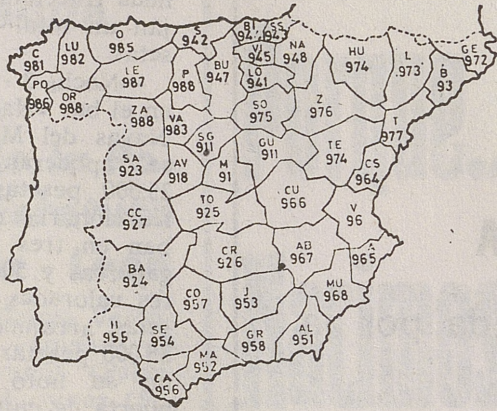 C
981
LU
982
O
985
S
942
BI
94
SS
943
VI
945
NA
948
HU
974
L
973
GE
972
B
93
PO
986
OR
988
LE
987
P
988
BU
947
LO
941
SO
975
Z
976
T
977
ZA
988
VA
983
SG
911
GU
911
TE
974
CS
964
SA
923
AV
918
M
91
TO
925
CU
966
V
96
CC
927
CR
926
AB
967
A
965
BA
924
CO
957
J
953
MU
968
H
955
SE
954
GR
958
AL
951
MA
952
CA
956